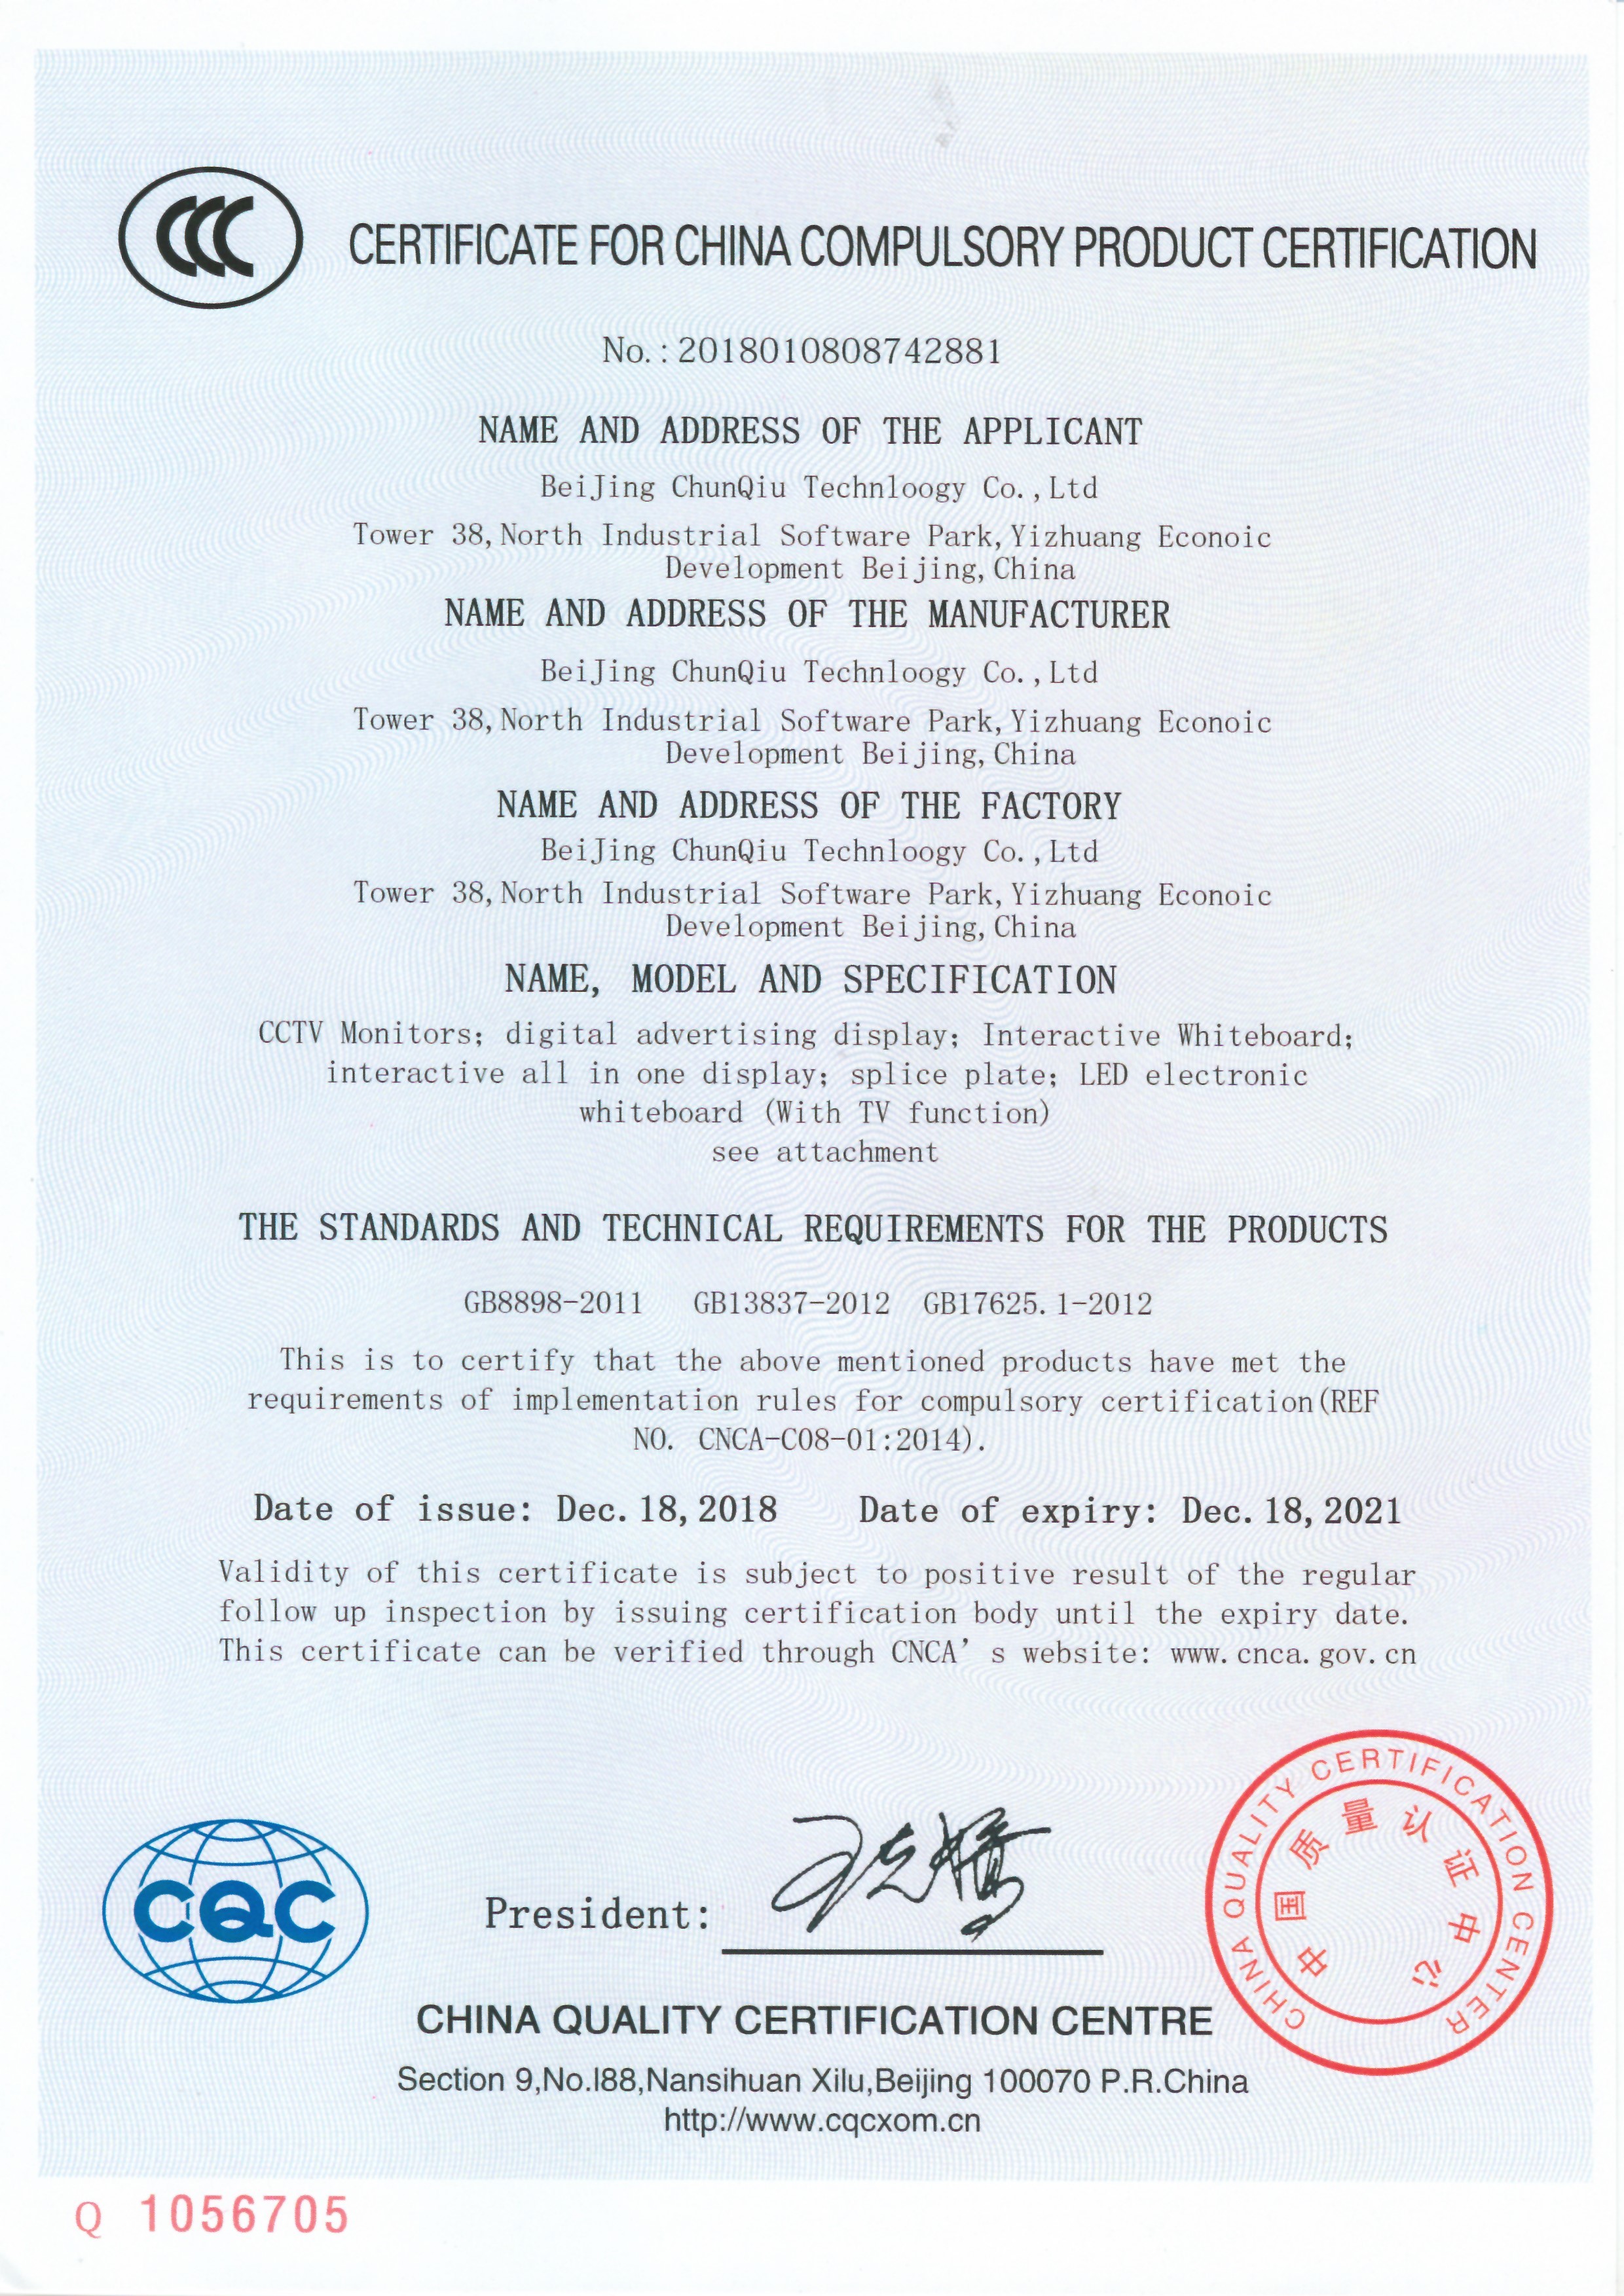 CCC
CERTIFICATE FOR CHINA COMPULSORY PRODUCT CERTIFICATION
No.: 2018010808742881
NAME AND ADDRESS OF THE APPLICANT
BeiJing ChunQiu Technloogy Co.,Ltd
Tower 38,North Industrial Software Park,Yizhuang Econoic
Development Beijing,China
NAME AND ADDRESS OF THE MANUFACTURER
BeiJing ChunQiu Technloogy Co.,Ltd
Tower 38,North Industrial Software Park,Yizhuang Econoic
Development Beijing,China
NAME AND ADDRESS OF THE FACTORY
BeiJing ChunQiu Technloogy Co.,Ltd
Tower 38,North Industrial Software Park,Yizhuang Econoic
Development Beijing,China
NAME, MODEL AND SPECIFICATION
CCTV Monitors; digital advertising display; Interactive Whiteboard;
interactive all in one display; splice plate; LED electronic
whiteboard (With TV function)
see attachment
THE STANDARDS AND TECHNICAL REQUIREMENTS FOR THE PRODUCTS
GB8898-2011 GB13837-2012 GB17625.1-2012
This is to certify that the above mentioned products have met the
requirements of implementation rules for compulsory certification(REF
NO. CNCA-C08-01:2014).
Date of issue: Dec.18,2018 Date of expiry: Dec.18,2021
Validity of this certificate is subject to positive result of the regular
follow up inspection by issuing certification body until the expiry date.
This certificate can be verified through CNCA's website: www.cnca.gov.cn
CHINA QUALITY CERTIFICATION CENTER
中国质量认证中心
CQC
President:
CHINA QUALITY CERTIFICATION CENTRE
Section 9,No.l88,Nansihuan Xilu,Beijing 100070 P.R.China
http://www.cqcxom.cn
Q 1056705